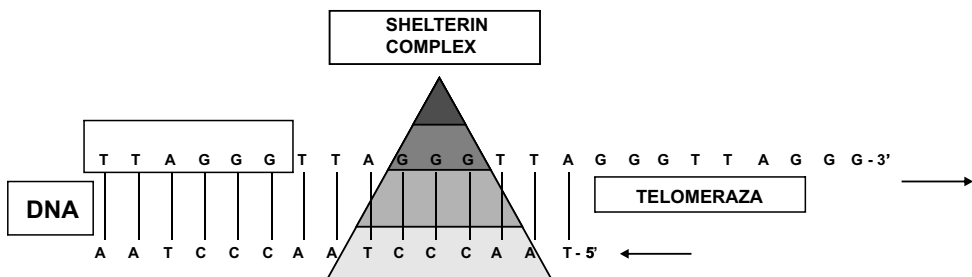 SHELTERIN
COMPLEX
T T A G G G T T A G G G T T A G G G T T A G G G - 3’
DNA
TELOMERAZA
A A T C C C A A T C C C A A T - 5’